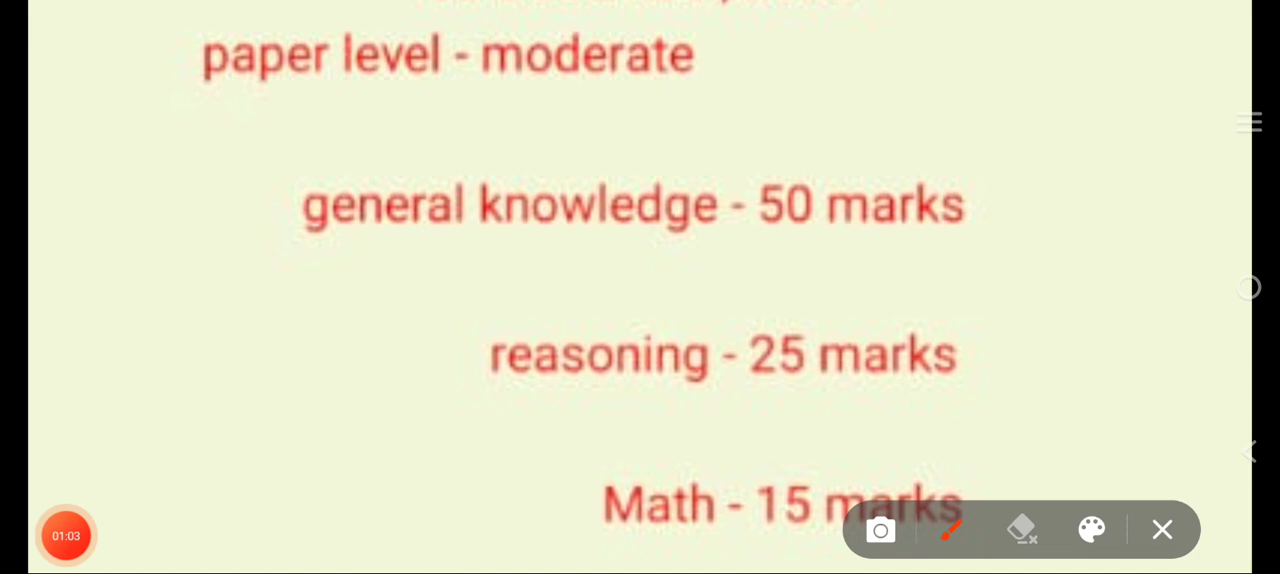 paper level - moderate
general knowledge - 50 marks
reasoning - 25 marks
Math - 15 marks
01:03